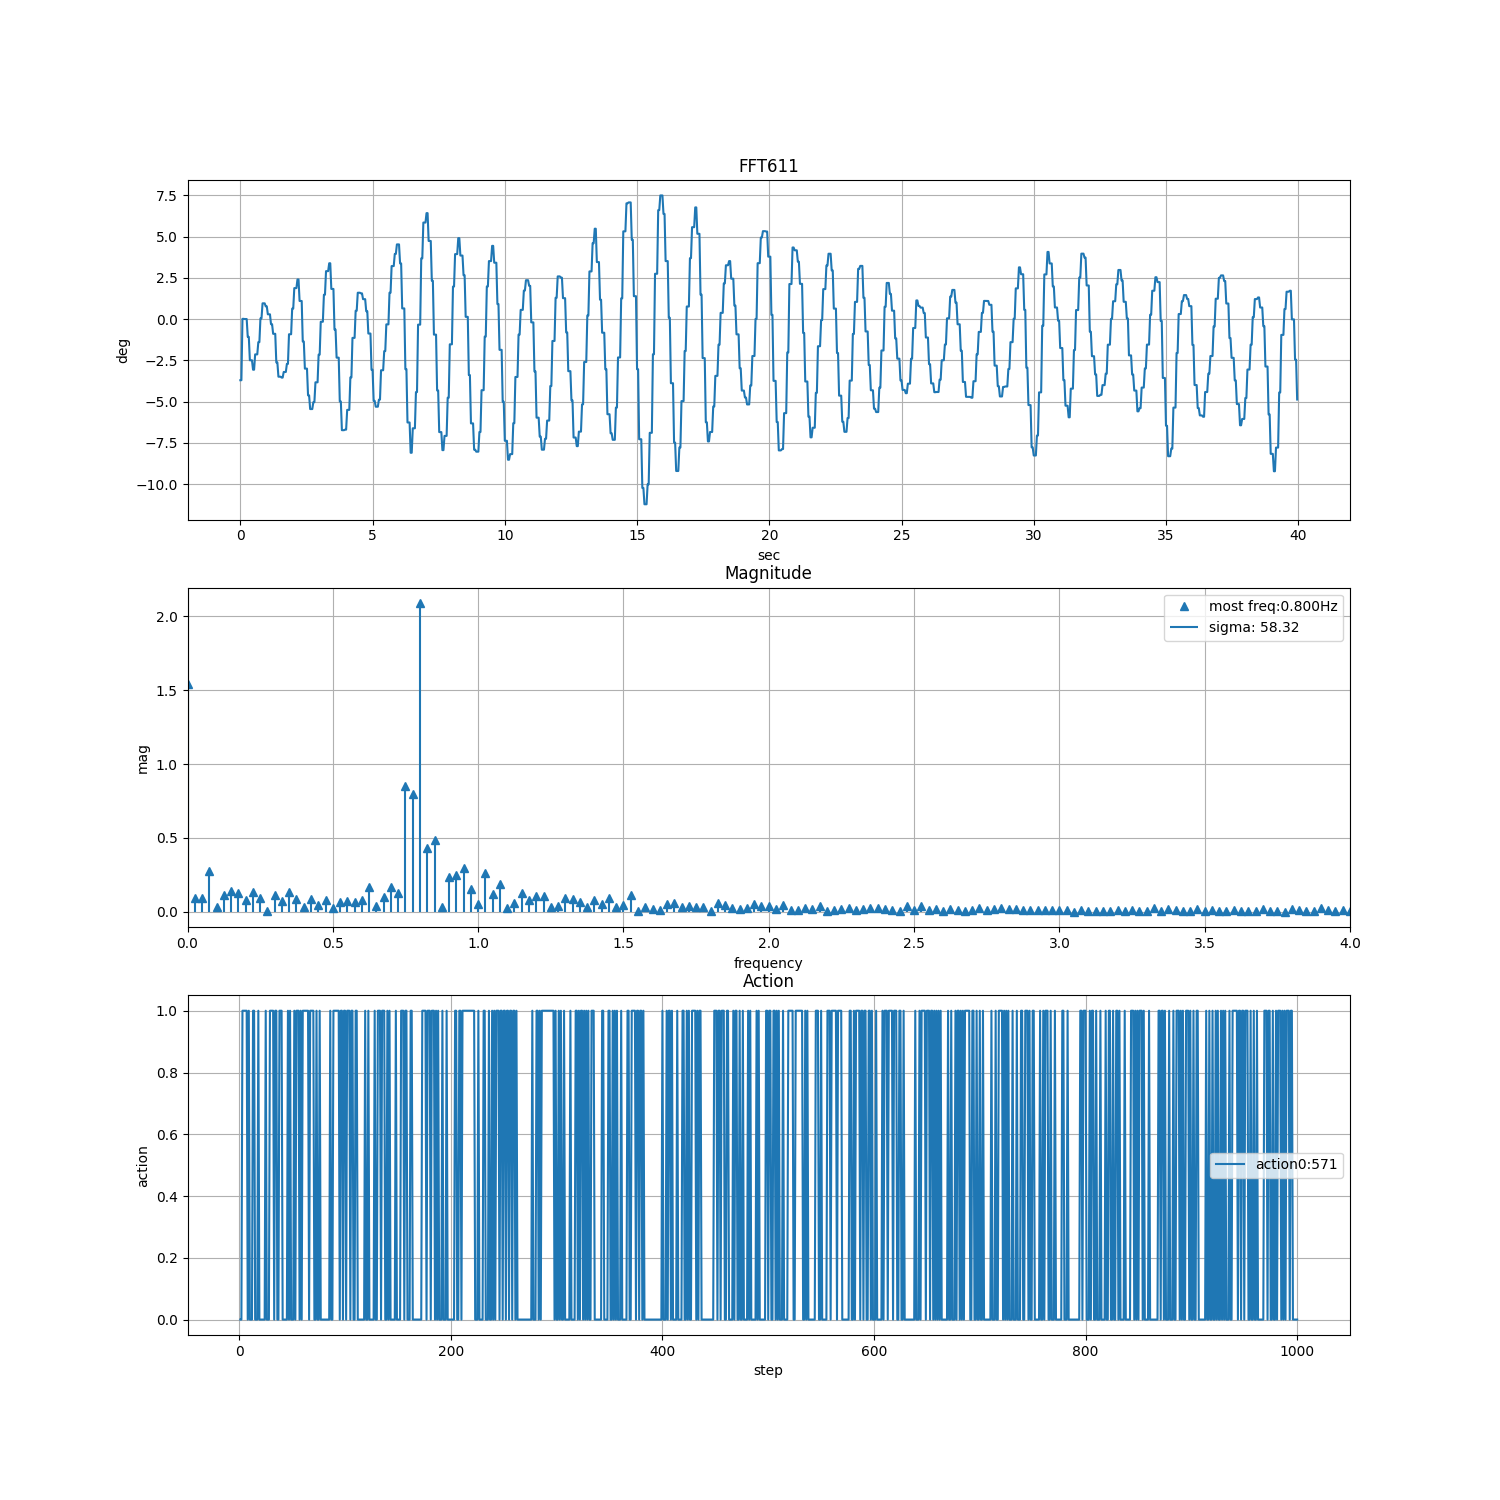 FFT611
7.5
5.0
2.5
0.0
−2.5
−5.0
−7.5
−10.0
deg
0 5 10 15 20 25 30 35 40
sec
Magnitude
most freq:0.800Hz
sigma: 58.32
2.0
1.5
1.0
0.5
0.0
mag
0.0 0.5 1.0 1.5 2.0 2.5 3.0 3.5 4.0
frequency
Action
1.0
0.8
0.6
0.4
0.2
0.0
action
action0:571
0 200 400 600 800 1000
step